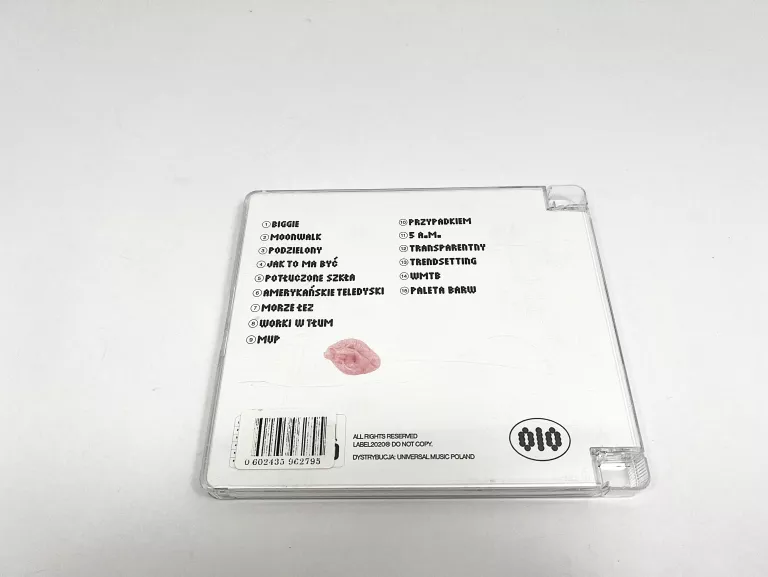 1 BIGGIE
2 MOONWALK
3 PODZIELONY
4 JAK TO MA BYĆ
5 POTŁUCZONE SZKŁA
6 AMERYKAŃSKIE TELEDYSKI
7 MORZE ŁEZ
8 WORKI W TŁUM
9 MVP
10 PRZYPADKIEM
11 5 A.M.
12 TRANSPARENTNY
13 TRENDSETTING
14 WMTB
15 PALETA BARW
0 602435 962795
ALL RIGHTS RESERVED
LABEL2020® DO NOT COPY.
DYSTRYBUCJA: UNIVERSAL MUSIC POLAND